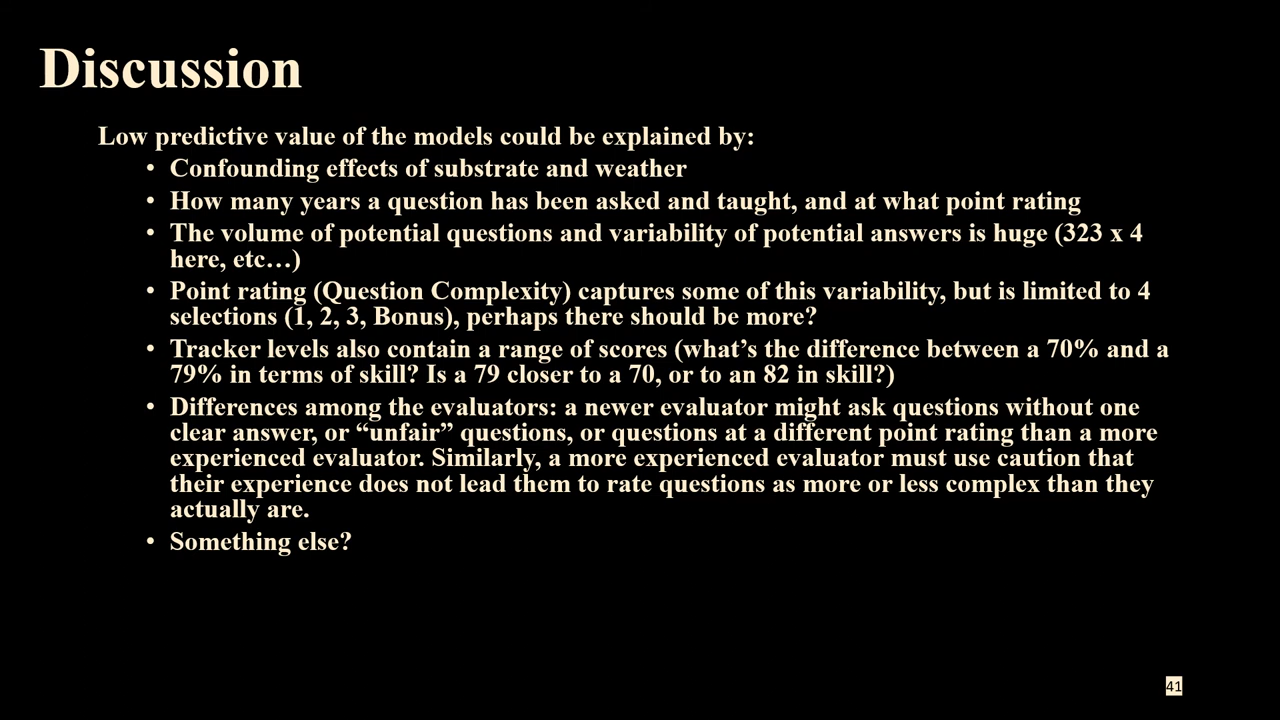 Discussion
Low predictive value of the models could be explained by:
• Confounding effects of substrate and weather
• How many years a question has been asked and taught, and at what point rating
• The volume of potential questions and variability of potential answers is huge (323 x 4
here, etc…)
• Point rating (Question Complexity) captures some of this variability, but is limited to 4
selections (1, 2, 3, Bonus), perhaps there should be more?
• Tracker levels also contain a range of scores (what’s the difference between a 70% and a
79% in terms of skill? Is a 79 closer to a 70, or to an 82 in skill?)
• Differences among the evaluators: a newer evaluator might ask questions without one
clear answer, or “unfair” questions, or questions at a different point rating than a more
experienced evaluator. Similarly, a more experienced evaluator must use caution that
their experience does not lead them to rate questions as more or less complex than they
actually are.
• Something else?
41